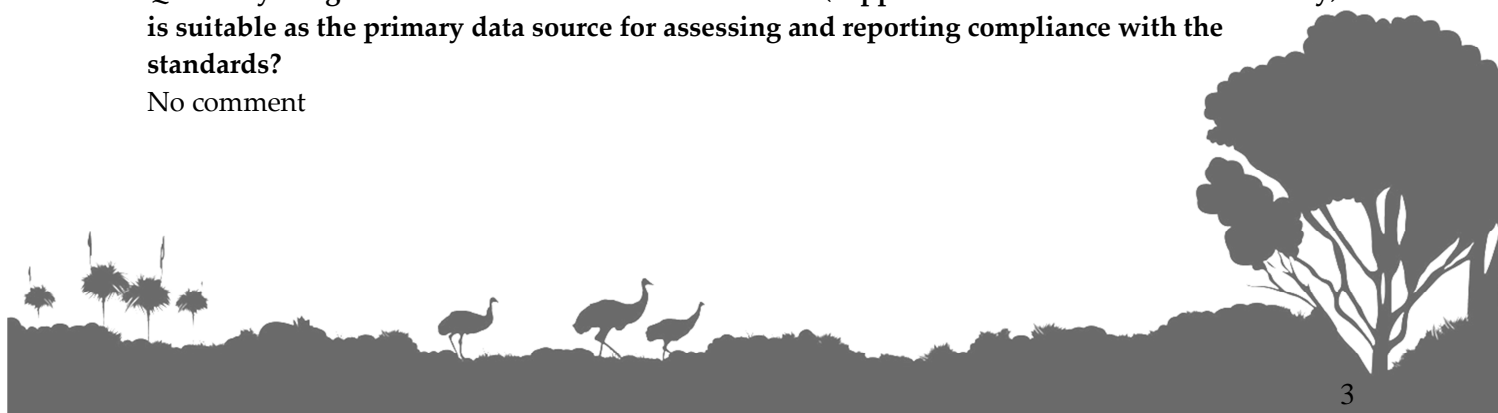 is suitable as the primary data source for assessing and reporting compliance with the
standards?
No comment
3